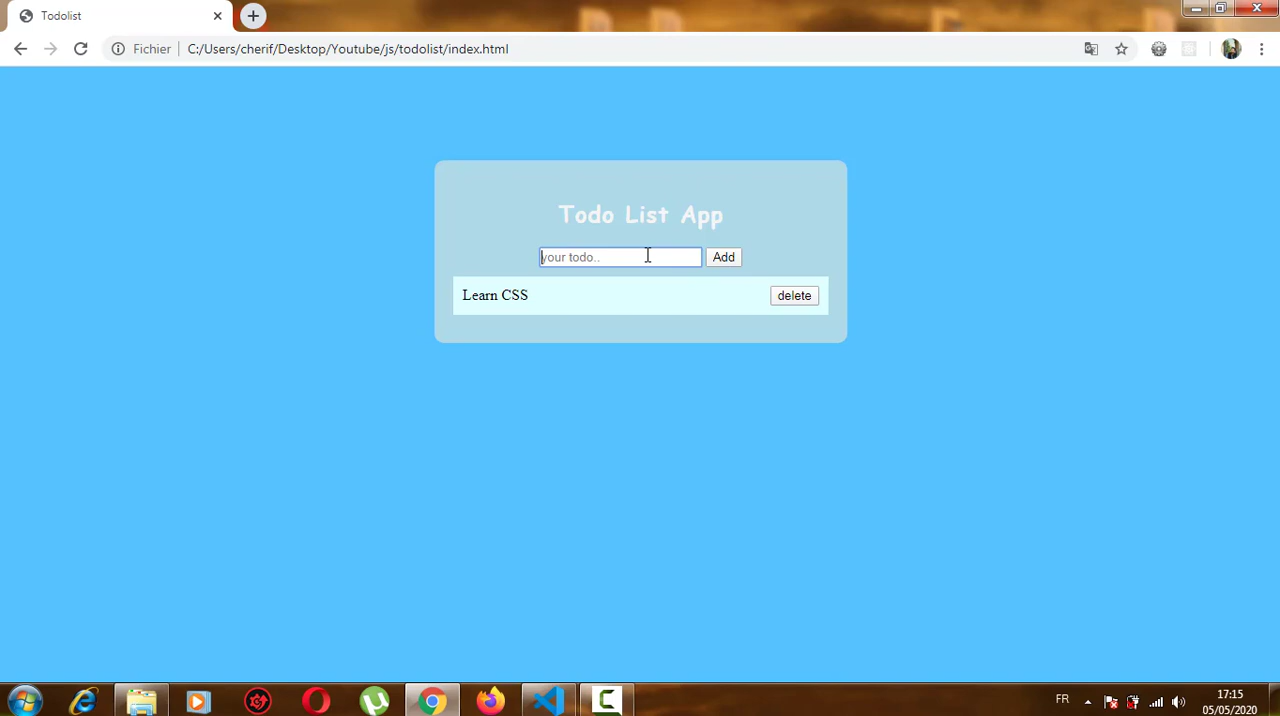 Todolist
Fichier
C:/Users/cherif/Desktop/Youtube/js/todolist/index.html
Todo List App
your todo..
Add
Learn CSS
delete
FR
17:15
05/05/2020